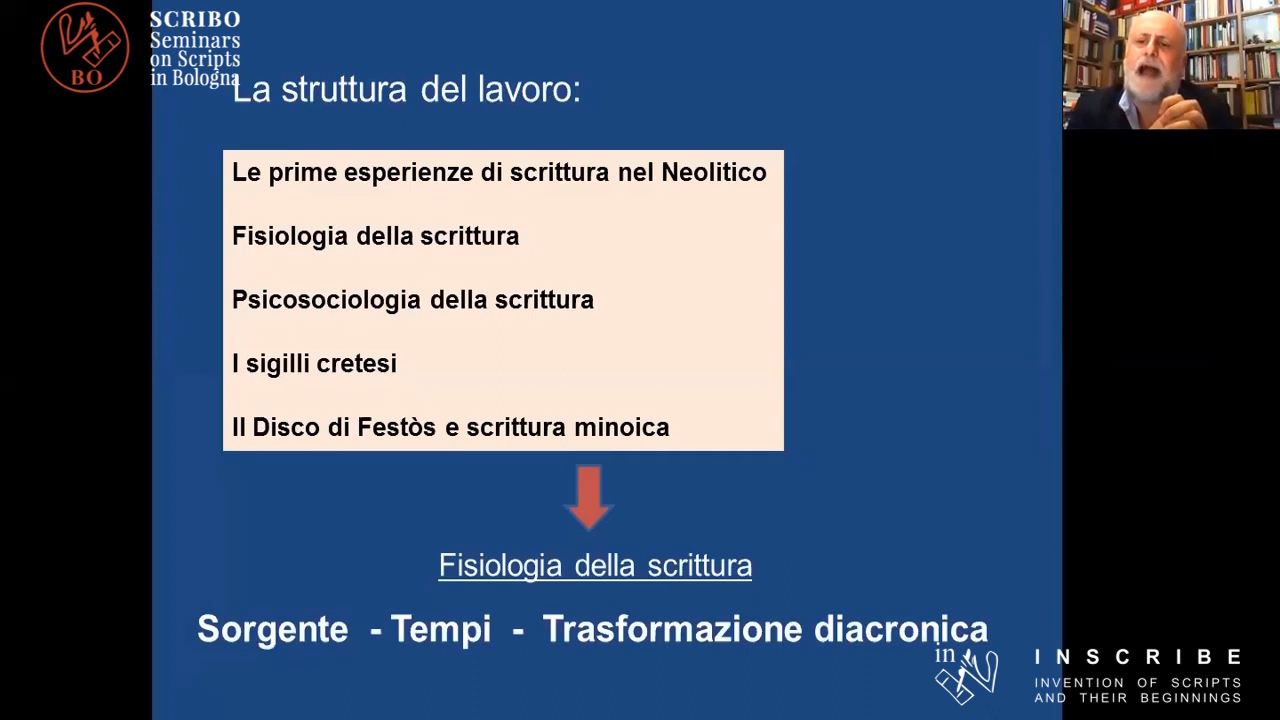 SCRIBO
Seminars
on Scripts
in Bologna
BO
La struttura del lavoro:
Le prime esperienze di scrittura nel Neolitico
Fisiologia della scrittura
Psicosociologia della scrittura
I sigilli cretesi
Il Disco di Festòs e scrittura minoica
Fisiologia della scrittura
Sorgente - Tempi - Trasformazione diacronica
in
INSCRIBE
INVENTION OF SCRIPTS
AND THEIR BEGINNINGS